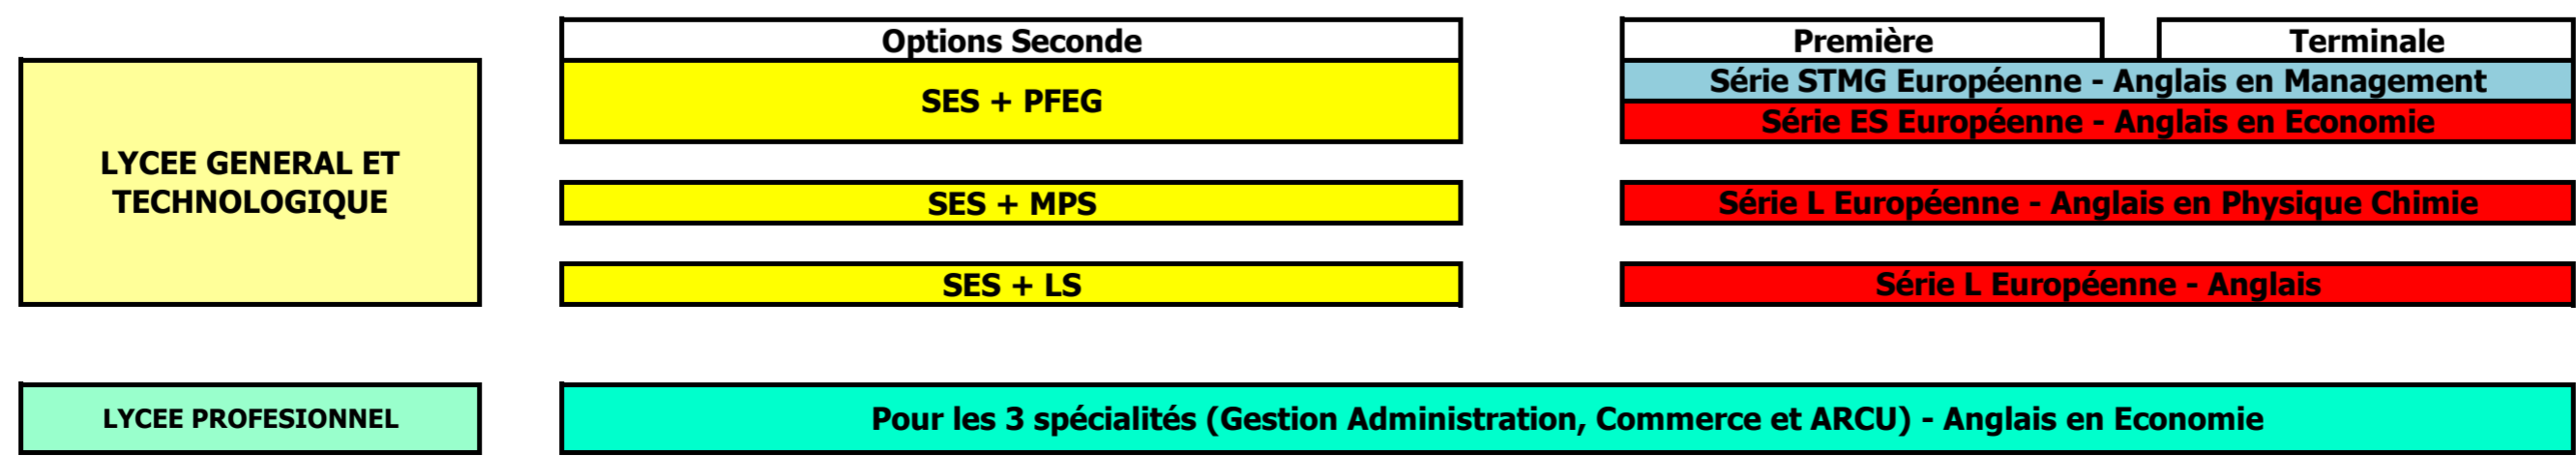 Options Seconde
Première
Terminale
LYCEE GENERAL ET
TECHNOLOGIQUE
SES + PFEG
Série STMG Européenne - Anglais en Management
Série ES Européenne - Anglais en Economie
SES + MPS
Série L Européenne - Anglais en Physique Chimie
SES + LS
Série L Européenne - Anglais
LYCEE PROFESIONNEL
Pour les 3 spécialités (Gestion Administration, Commerce et ARCU) - Anglais en Economie